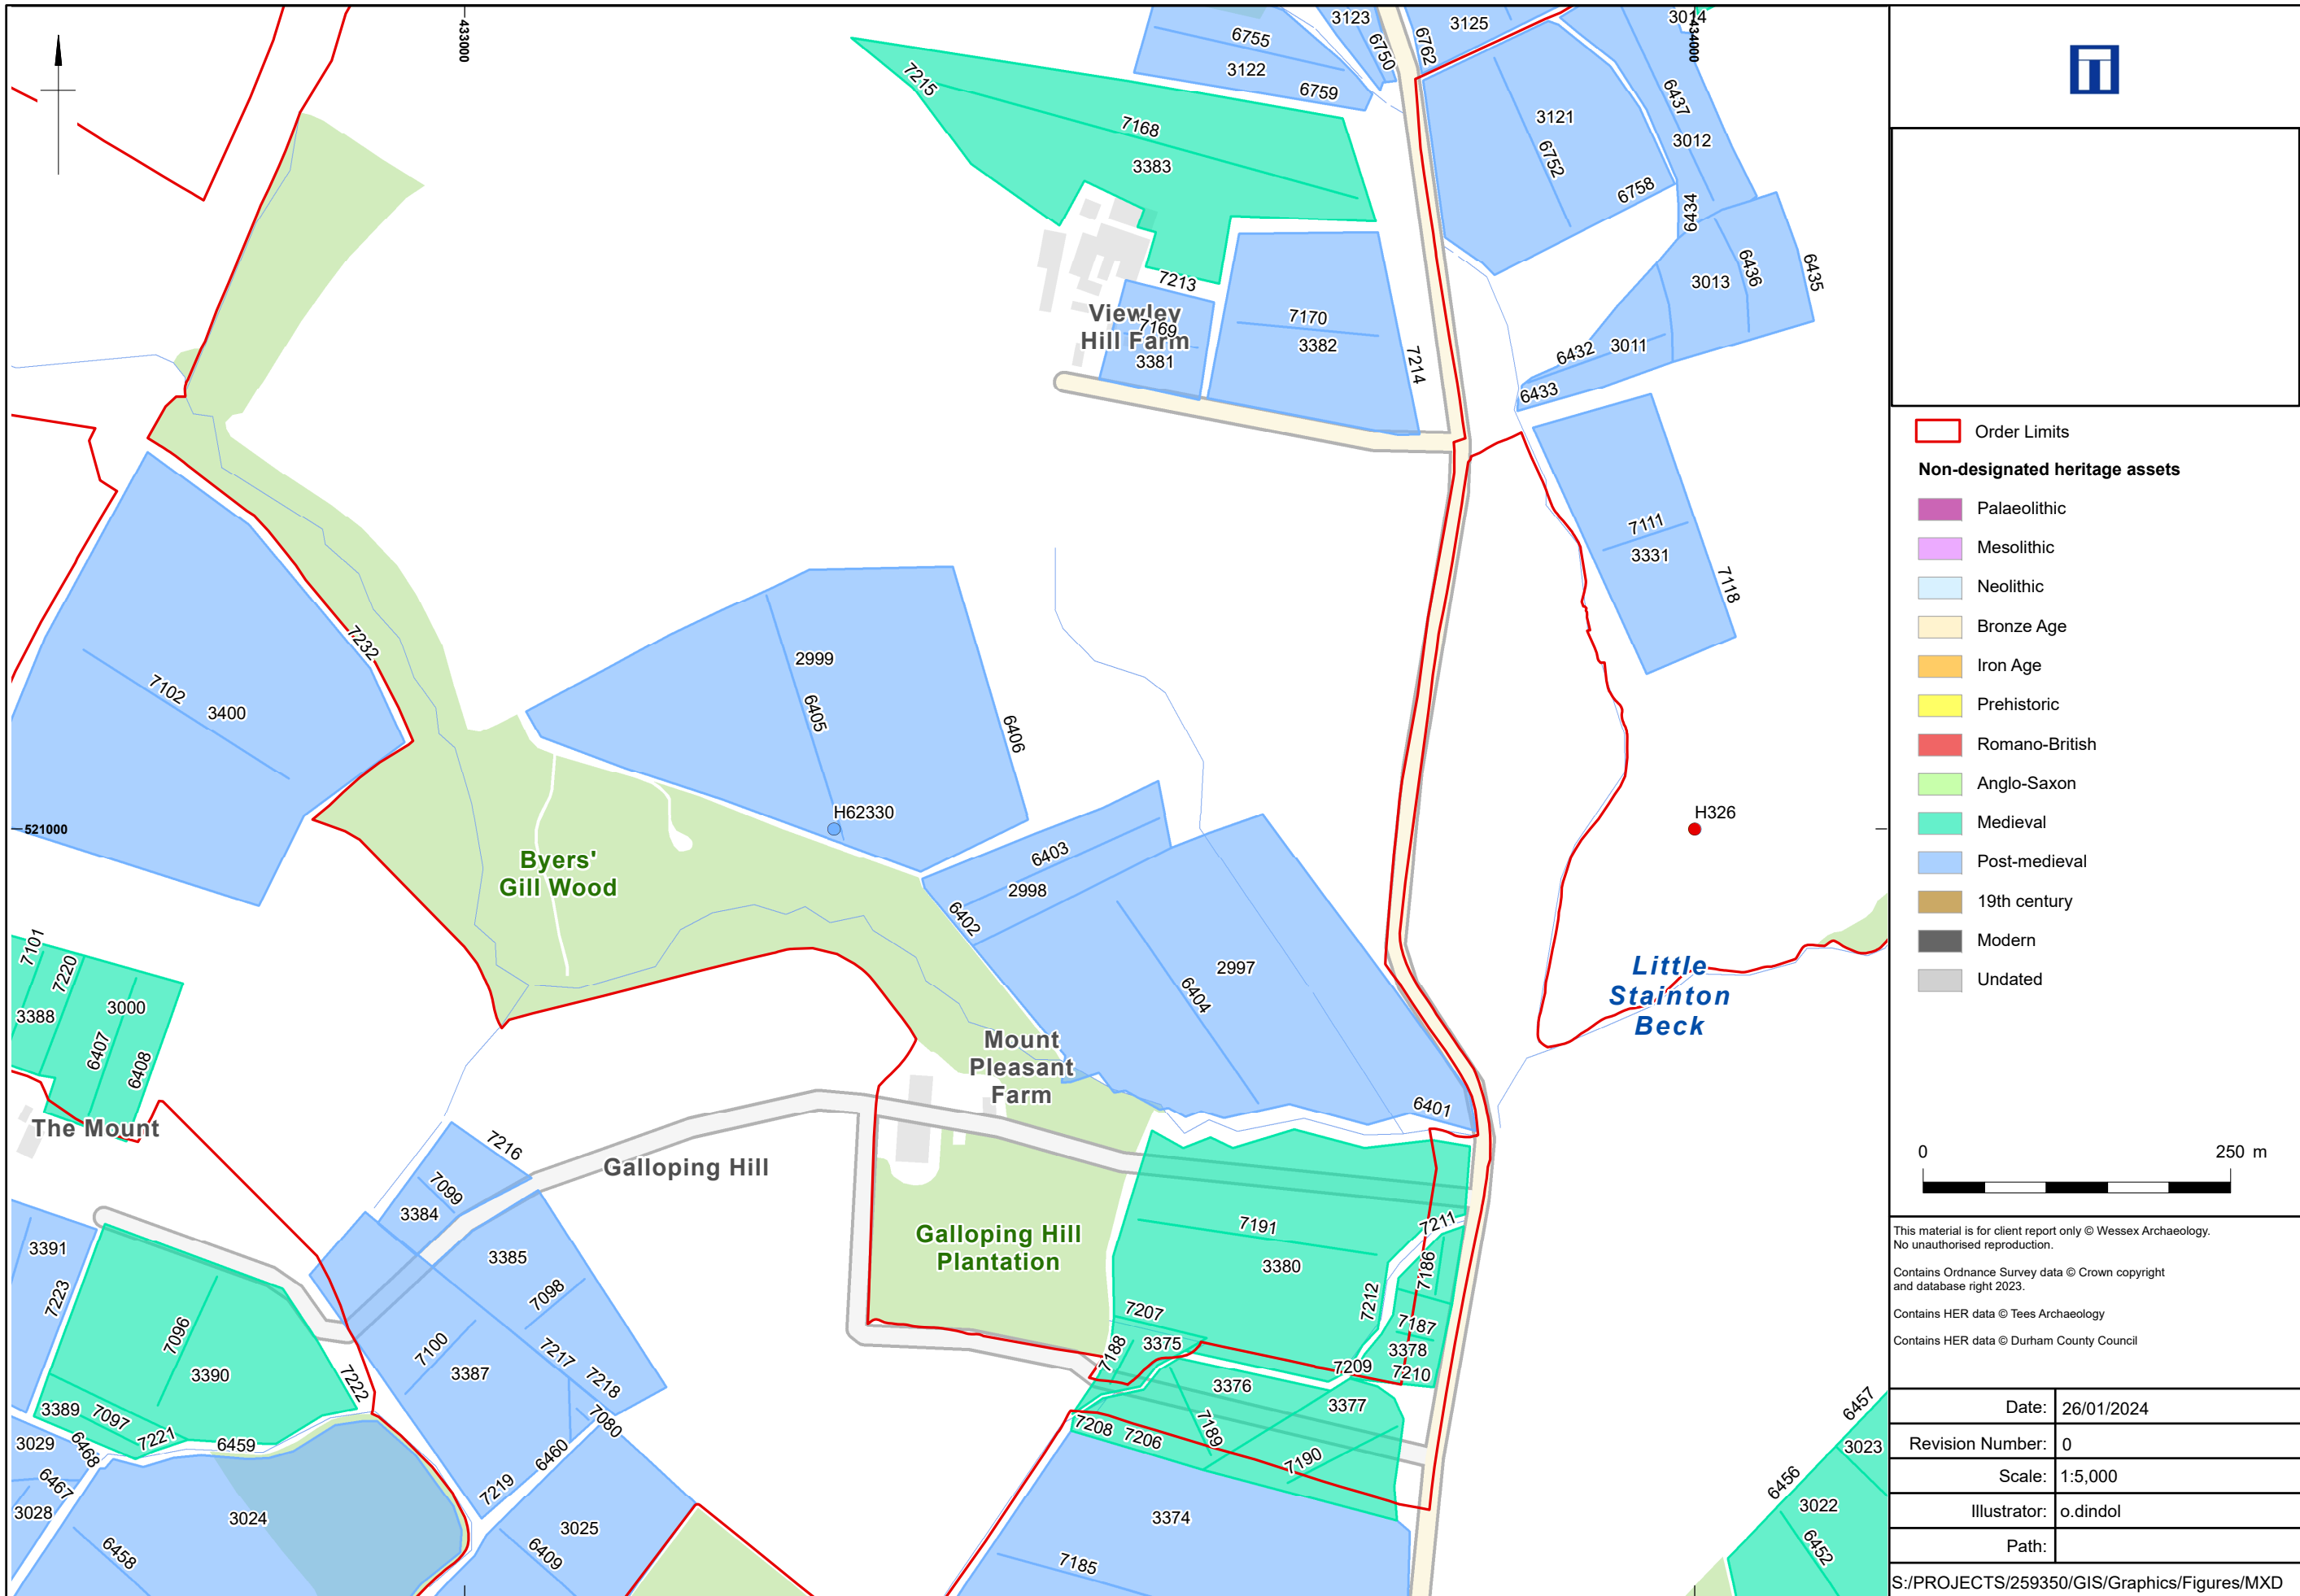 433000
434000
3123
3125
3014
6755
6750
6762
3122
6759
7215
7168
3383
3121
6752
6758
6437
3012
6434
7213
Viewley
Hill Farm
7169
3381
7170
3382
7214
3013
6436
6435
6432
3011
6433
7111
3331
7118
7232
7102
3400
2999
6405
6406
H62330
H326
521000
Byers'
Gill Wood
6403
2998
6402
2997
6404
6401
Little
Stainton
Beck
7101
7220
3388
3000
6407
6408
The Mount
Mount
Pleasant
Farm
7216
7099
3384
Galloping Hill
Galloping Hill
Plantation
7191
7211
3380
7186
7212
7207
7187
3375
7188
3378
7209
7210
3376
3377
7208
7206
7189
7190
3374
7185
3391
7223
7096
3390
7222
3389
7097
7221
6459
3385
7098
7100
3387
7217
7218
7080
6460
7219
3029
6468
6467
3028
3024
6458
3025
6409
6457
3023
6456
3022
6452
Order Limits
Non-designated heritage assets
Palaeolithic
Mesolithic
Neolithic
Bronze Age
Iron Age
Prehistoric
Romano-British
Anglo-Saxon
Medieval
Post-medieval
19th century
Modern
Undated
0 250 m
This material is for client report only © Wessex Archaeology.
No unauthorised reproduction.
Contains Ordnance Survey data © Crown copyright
and database right 2023.
Contains HER data © Tees Archaeology
Contains HER data © Durham County Council
Date: 26/01/2024
Revision Number: 0
Scale: 1:5,000
Illustrator: o.dindol
Path:
S:/PROJECTS/259350/GIS/Graphics/Figures/MXD